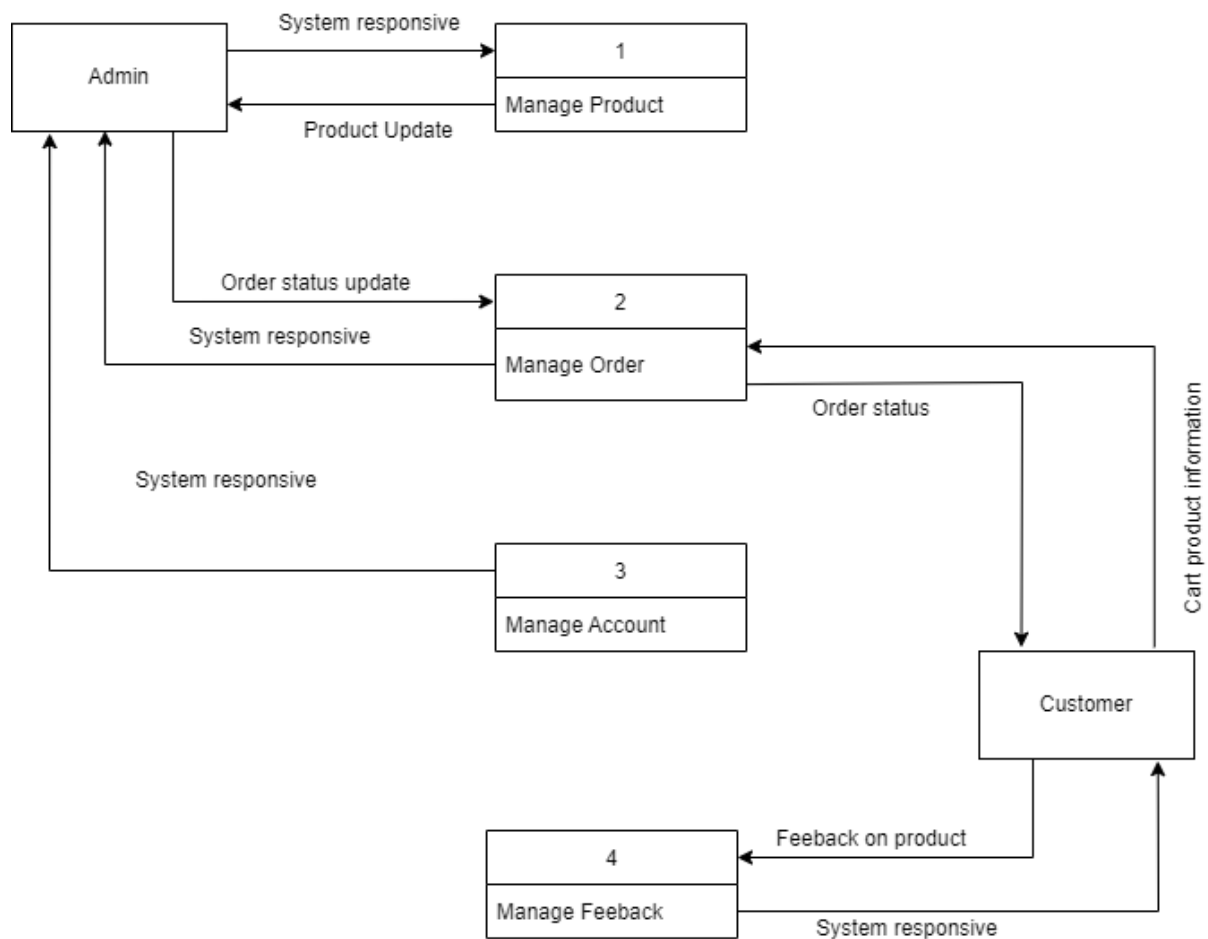 System responsive
1
Admin
Manage Product
Product Update
Order status update
2
System responsive
Manage Order
Order status
Cart product information
System responsive
3
Manage Account
Customer
Feeback on product
4
Manage Feeback
System responsive